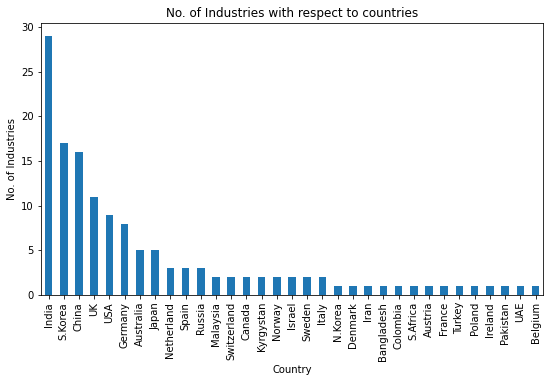 No. of Industries with respect to countries
No. of Industries
30
25
20
15
10
5
0
India
S.Korea
China
UK
USA
Germany
Australia
Japan
Netherland
Spain
Russia
Malaysia
Switzerland
Canada
Kyrgystan
Norway
Israel
Sweden
Italy
N.Korea
Denmark
Iran
Bangladesh
Colombia
S.Africa
Austria
France
Turkey
Poland
Ireland
Pakistan
UAE
Belgium
Country